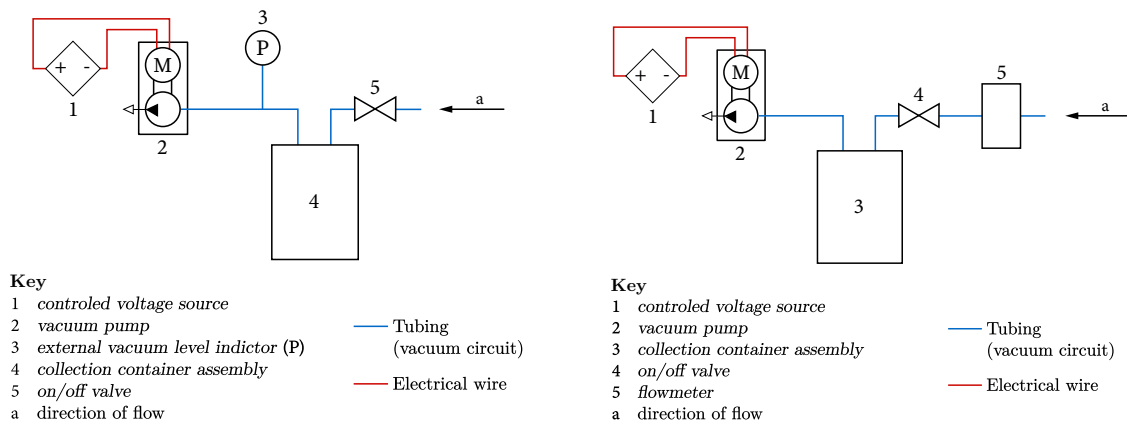 3
P
M
+ -
1
2
5
a
4
Key
1 controled voltage source
2 vacuum pump
3 external vacuum level indictor (P)
4 collection container assembly
5 on/off valve
a direction of flow
Tubing
(vacuum circuit)
Electrical wire
M
+ -
1
2
4
5
a
3
Key
1 controled voltage source
2 vacuum pump
3 collection container assembly
4 on/off valve
5 flowmeter
a direction of flow
Tubing
(vacuum circuit)
Electrical wire